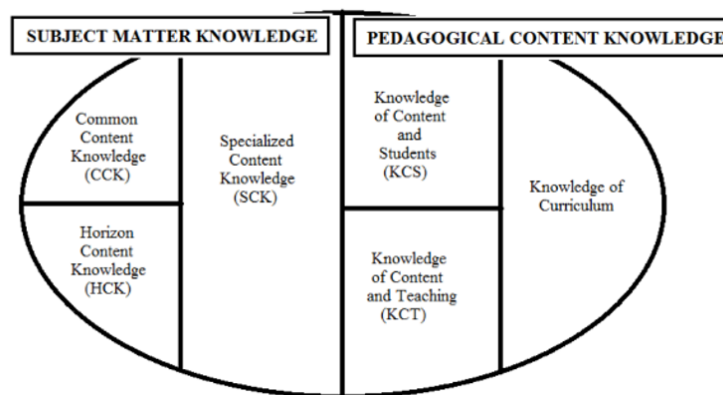 SUBJECT MATTER KNOWLEDGE
PEDAGOGICAL CONTENT KNOWLEDGE
Common
Content
Knowledge
(CCK)
Horizon
Content
Knowledge
(HCK)
Specialized
Content
Knowledge
(SCK)
Knowledge
of Content
and
Students
(KCS)
Knowledge
of Content
and Teaching
(KCT)
Knowledge of
Curriculum